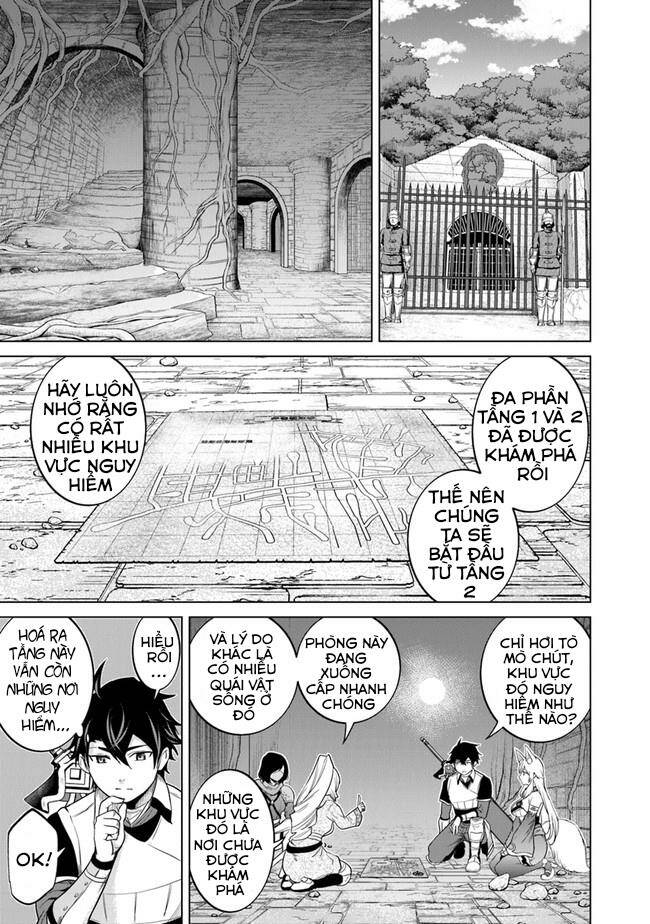 ĐA PHẦN
TẦNG 1 VÀ 2
ĐÃ ĐƯỢC
KHÁM PHÁ
RỒI
THẾ NÊN
CHÚNG
TA SẼ
BẮT ĐẦU
TỪ TẦNG
2
HÃY LUÔN
NHỚ RẰNG
CÓ RẤT
NHIỀU KHU
VỰC NGUY
HIỂM
CHỈ HƠI TÒ
MÒ CHÚT,
KHU VỰC
ĐÓ NGUY
HIỂM NHƯ
THẾ NÀO?
PHÒNG NÀY
ĐANG
XUỐNG
CẤP NHANH
CHÓNG
VÀ LÝ DO
KHÁC LÀ
CÓ NHIỀU
QUÁI VẬT
SỐNG Ở
ĐÓ
NHỮNG
KHU VỰC
ĐÓ LÀ
NƠI CHƯA
ĐƯỢC
KHÁM
PHÁ
HIỂU
RỒI
...
HOÁ RA
TẦNG NÀY
VẪN CÒN
NHỮNG NƠI
NGUY
HIỂM...
OK!